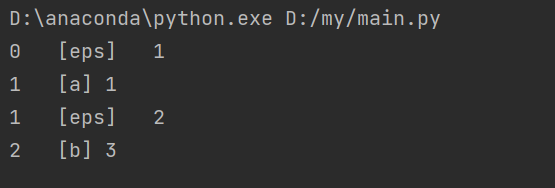 D:\anaconda\python.exe D:/my/main.py
0   [eps]   1
1   [a] 1
1   [eps]   2
2   [b] 3